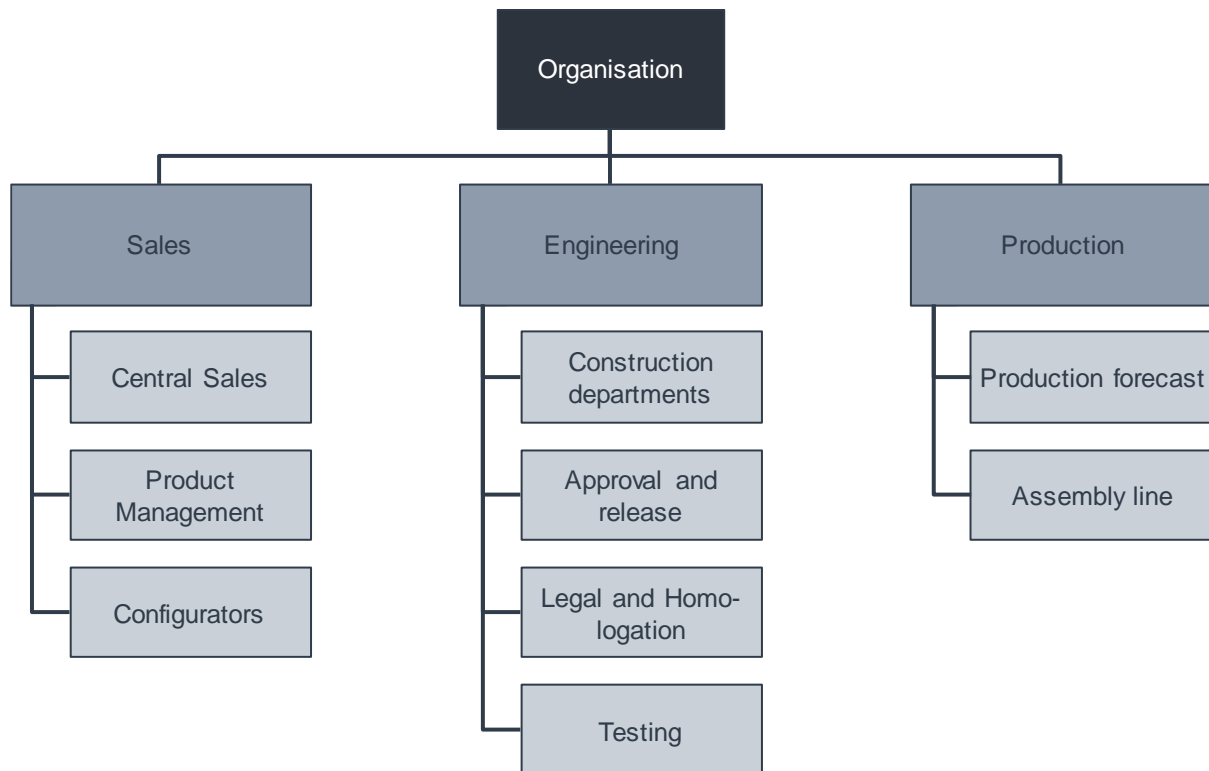 Organisation
Sales
Engineering
Production
Central Sales
Construction
departments
Production forecast
Product
Management
Approval and
release
Assembly line
Configurators
Legal and Homo-
logation
Testing